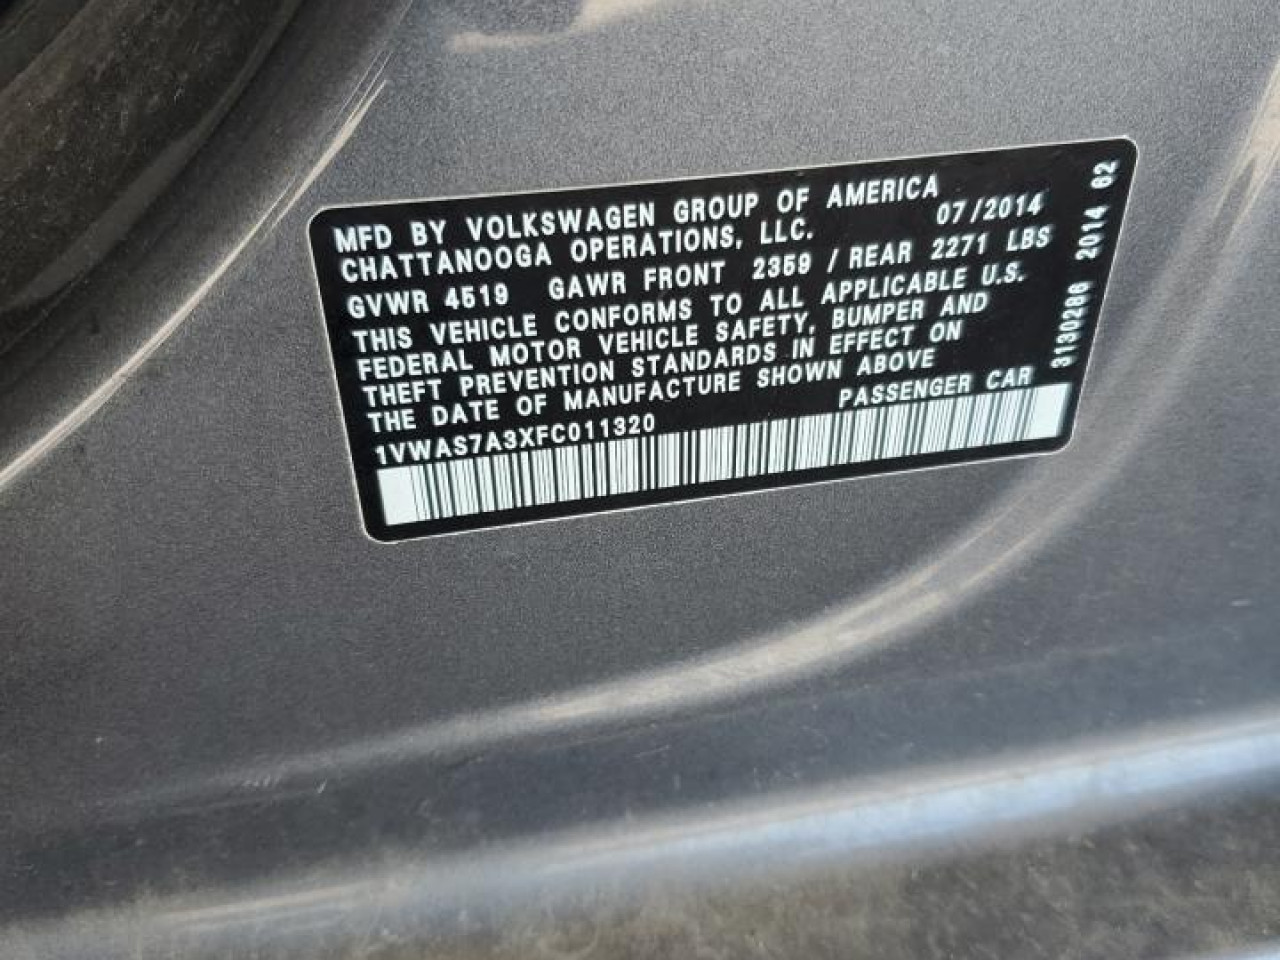 MFD BY VOLKSWAGEN GROUP OF AMERICA
CHATTANOOGA OPERATIONS, LLC. 07/2014
GVWR 4519 GAWR FRONT 2359 / REAR 2271 LBS
THIS VEHICLE CONFORMS TO ALL APPLICABLE U.S.
FEDERAL MOTOR VEHICLE SAFETY, BUMPER AND
THEFT PREVENTION STANDARDS IN EFFECT ON
THE DATE OF MANUFACTURE SHOWN ABOVE
1VWAS7A3XFC011320 PASSENGER CAR
3130286 2014 62